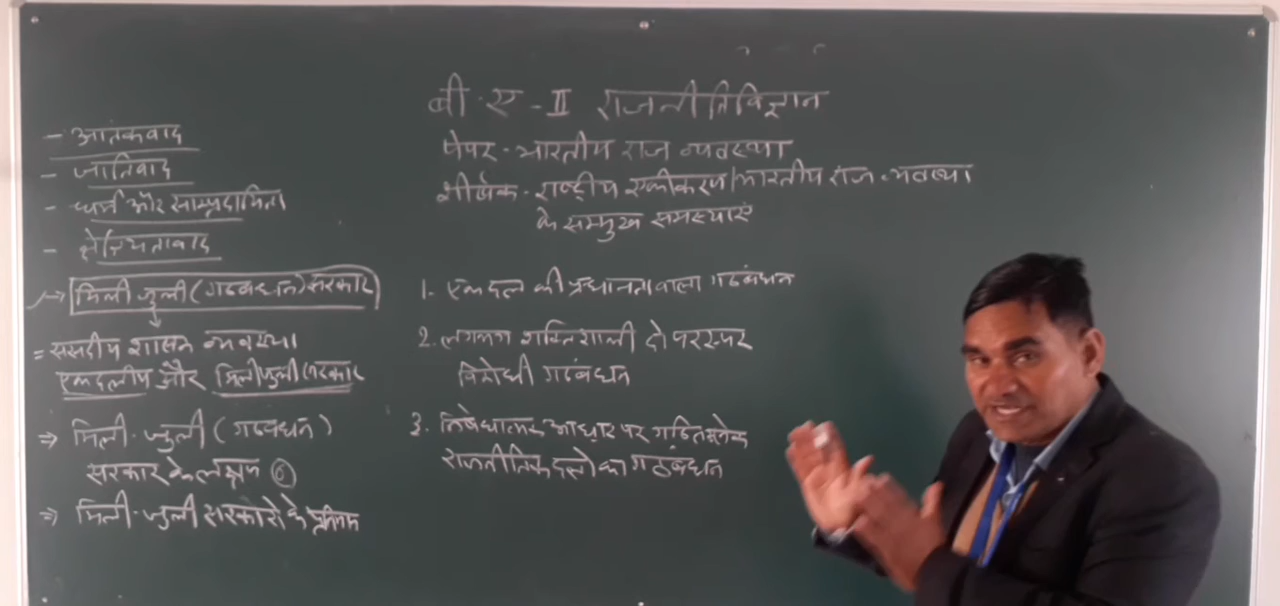 बी.ए - II राजनीतिविज्ञान
पेपर - भारतीय राज व्यवस्था
शीर्षक - राष्ट्रीय एकीकरण/भारतीय राज व्यवस्था
के सम्मुख समस्याएं
- आतंकवाद
- जातिवाद
- धर्म और साम्प्रदायिता
- क्षेत्रियतावाद
→ मिली जुली (गठबंधन) सरकार
= संसदीय शासन व्यवस्था
एकदलीय और मिलीजुली सरकार
⇒ मिली-जुली (गठबंधन)
सरकार के लक्षण ⑥
⇒ मिली-जुली सरकारो के
1. एक दल की प्रधानतावाला गठबंधन
2. लगभग शक्तिशाली दो परस्पर
विरोधी गठबंधन
3. निषेधात्मक आधार पर गठित अनेक
राजनीतिक दलो का गठबंधन